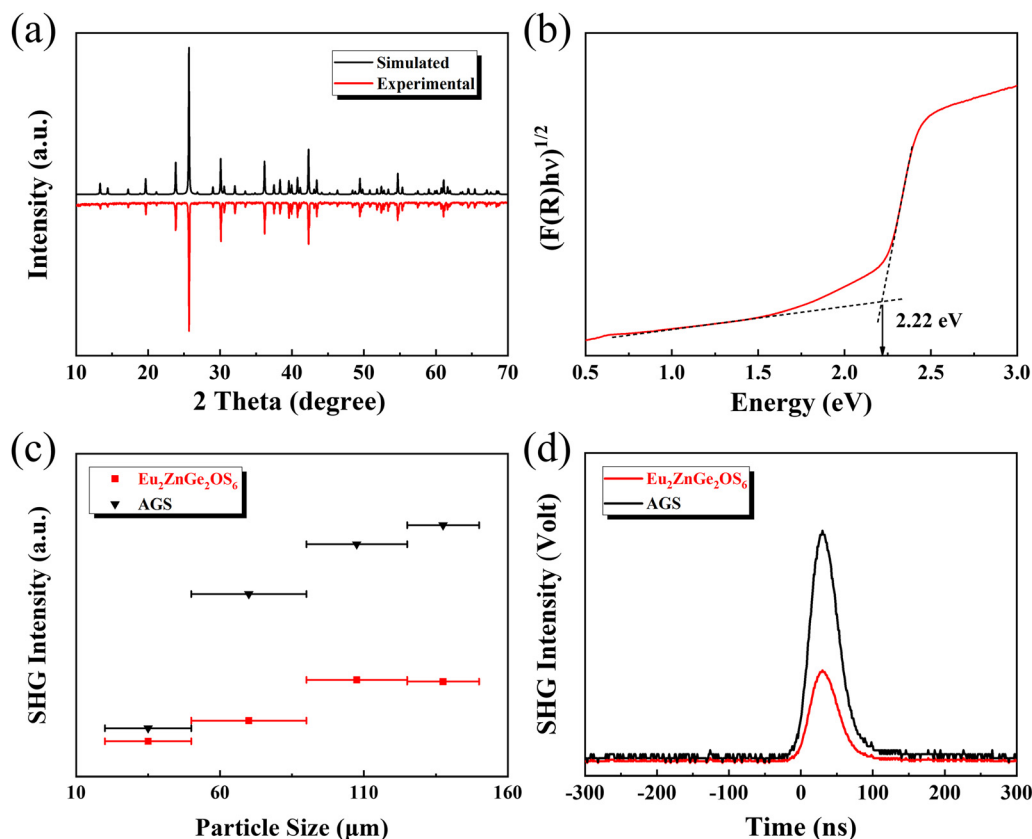 (a)
Simulated
Experimental
Intensity (a.u.)
10 20 30 40 50 60 70
2 Theta (degree)
(b)
(F(R)hν)^1/2
2.22 eV
0.5 1.0 1.5 2.0 2.5 3.0
Energy (eV)
(c)
Eu₂ZnGe₂OS₆
AGS
SHG Intensity (a.u.)
10 60 110 160
Particle Size (μm)
(d)
Eu₂ZnGe₂OS₆
AGS
SHG Intensity (Volt)
-300 -200 -100 0 100 200 300
Time (ns)